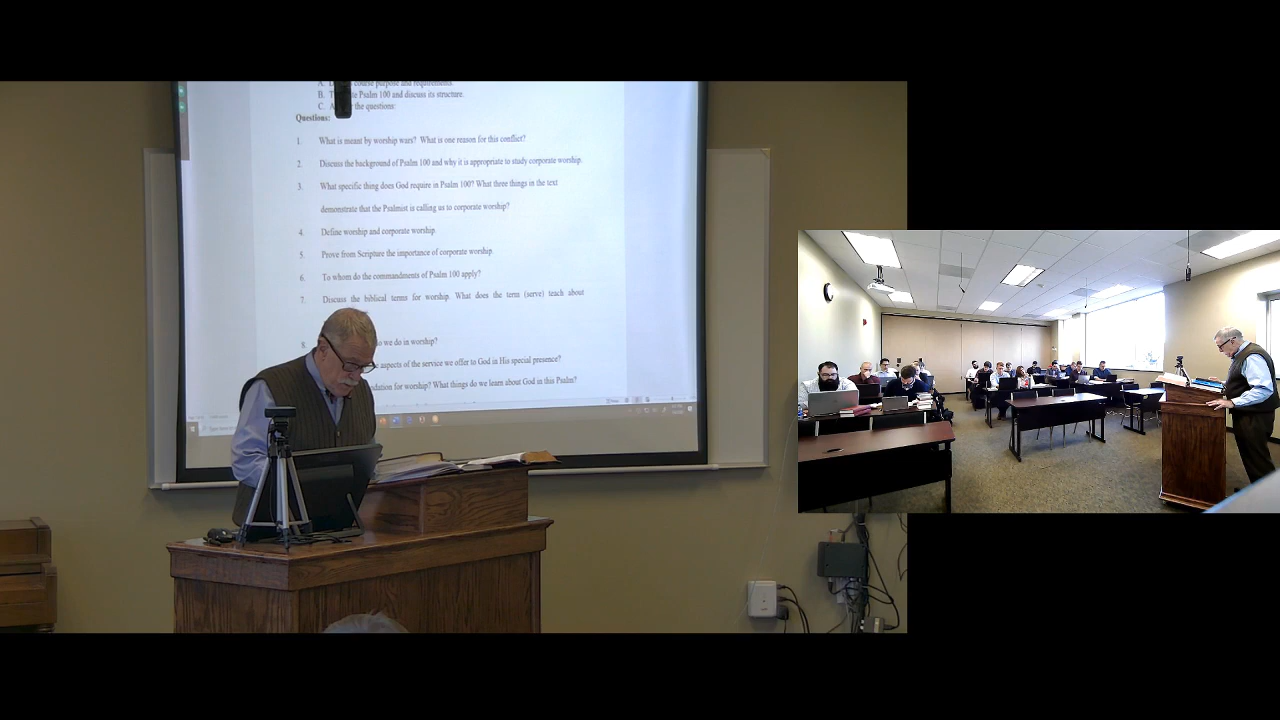 course purpose and requirements.
B. Psalm 100 and discuss its structure.
C. the questions:
Questions:
1. What is meant by worship wars? What is one reason for this conflict?
2. Discuss the background of Psalm 100 and why it is appropriate to study corporate worship.
3. What specific thing does God require in Psalm 100? What three things in the text
demonstrate that the Psalmist is calling us to corporate worship?
4. Define worship and corporate worship.
5. Prove from Scripture the importance of corporate worship.
6. To whom do the commandments of Psalm 100 apply?
7. Discuss the biblical terms for worship. What does the term (serve) teach about
8. we do in worship?
aspects of the service we offer to God in His special presence?
for worship? What things do we learn about God in this Psalm?